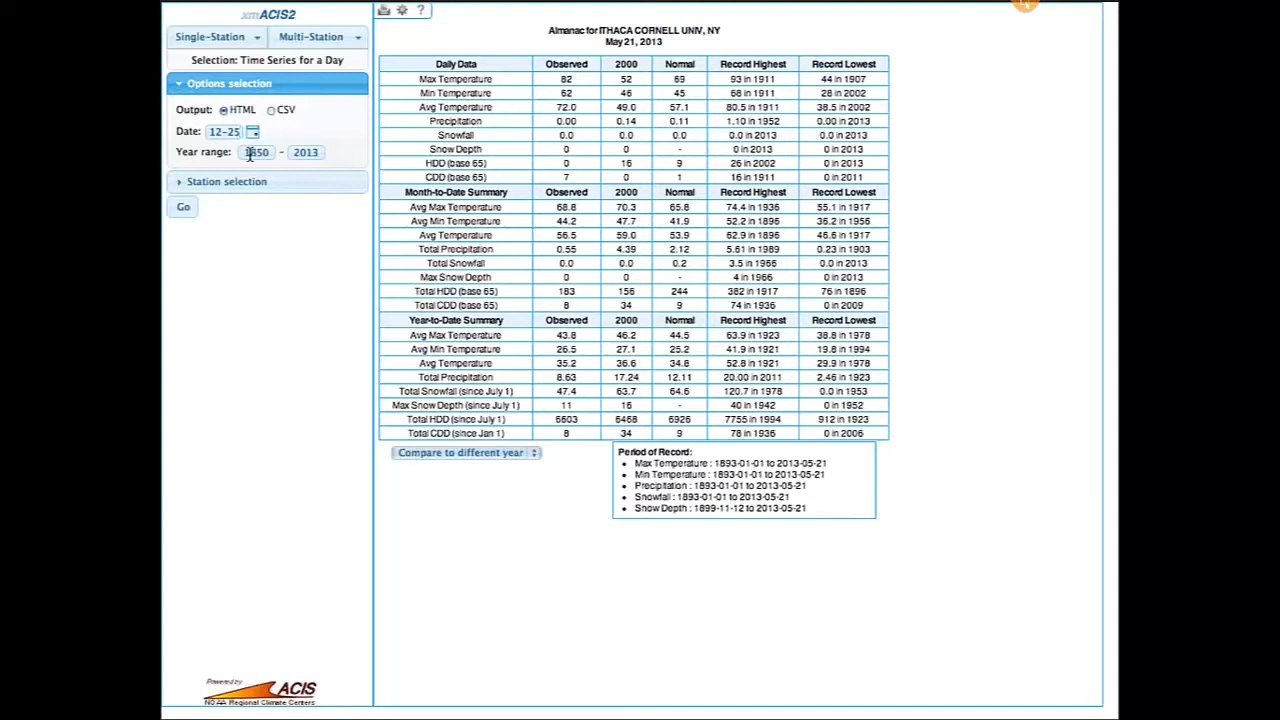 xmACIS2
Single-Station Multi-Station
Selection: Time Series for a Day
Options selection
Output: HTML CSV
Date: 12-25
Year range: 1850 - 2013
Station selection
Go
Powered by
ACIS
NOAA Regional Climate Centers
?
Almanac for ITHACA CORNELL UNIV, NY
May 21, 2013
Daily Data Observed 2000 Normal Record Highest Record Lowest
Max Temperature 82 52 69 93 in 1911 44 in 1907
Min Temperature 62 46 45 68 in 1911 28 in 2002
Avg Temperature 72.0 49.0 57.1 80.5 in 1911 38.5 in 2002
Precipitation 0.00 0.14 0.11 1.10 in 1952 0.00 in 2013
Snowfall 0.0 0.0 0.0 0.0 in 2013 0.0 in 2013
Snow Depth 0 0 - 0 in 2013 0 in 2013
HDD (base 65) 0 16 9 26 in 2002 0 in 2013
CDD (base 65) 7 0 1 16 in 1911 0 in 2011
Month-to-Date Summary Observed 2000 Normal Record Highest Record Lowest
Avg Max Temperature 68.8 70.3 65.8 74.4 in 1936 55.1 in 1917
Avg Min Temperature 44.2 47.7 41.9 52.2 in 1896 36.2 in 1956
Avg Temperature 56.5 59.0 53.9 62.9 in 1896 46.6 in 1917
Total Precipitation 0.55 4.39 2.12 5.61 in 1989 0.23 in 1903
Total Snowfall 0.0 0.0 0.2 3.5 in 1966 0.0 in 2013
Max Snow Depth 0 0 - 4 in 1966 0 in 2013
Total HDD (base 65) 183 156 244 382 in 1917 76 in 1896
Total CDD (base 65) 8 34 9 74 in 1936 0 in 2009
Year-to-Date Summary Observed 2000 Normal Record Highest Record Lowest
Avg Max Temperature 43.8 46.2 44.5 63.9 in 1923 38.8 in 1978
Avg Min Temperature 26.5 27.1 25.2 41.9 in 1921 19.8 in 1994
Avg Temperature 35.2 36.6 34.8 52.8 in 1921 29.9 in 1978
Total Precipitation 8.63 17.24 12.11 20.00 in 2011 2.46 in 1923
Total Snowfall (since July 1) 47.4 63.7 64.6 120.7 in 1978 0.0 in 1953
Max Snow Depth (since July 1) 11 16 - 40 in 1942 0 in 1952
Total HDD (since July 1) 6603 6468 6926 7755 in 1994 912 in 1923
Total CDD (since Jan 1) 8 34 9 78 in 1936 0 in 2006
Compare to different year
Period of Record:
• Max Temperature : 1893-01-01 to 2013-05-21
• Min Temperature : 1893-01-01 to 2013-05-21
• Precipitation : 1893-01-01 to 2013-05-21
• Snowfall : 1893-01-01 to 2013-05-21
• Snow Depth : 1899-11-12 to 2013-05-21